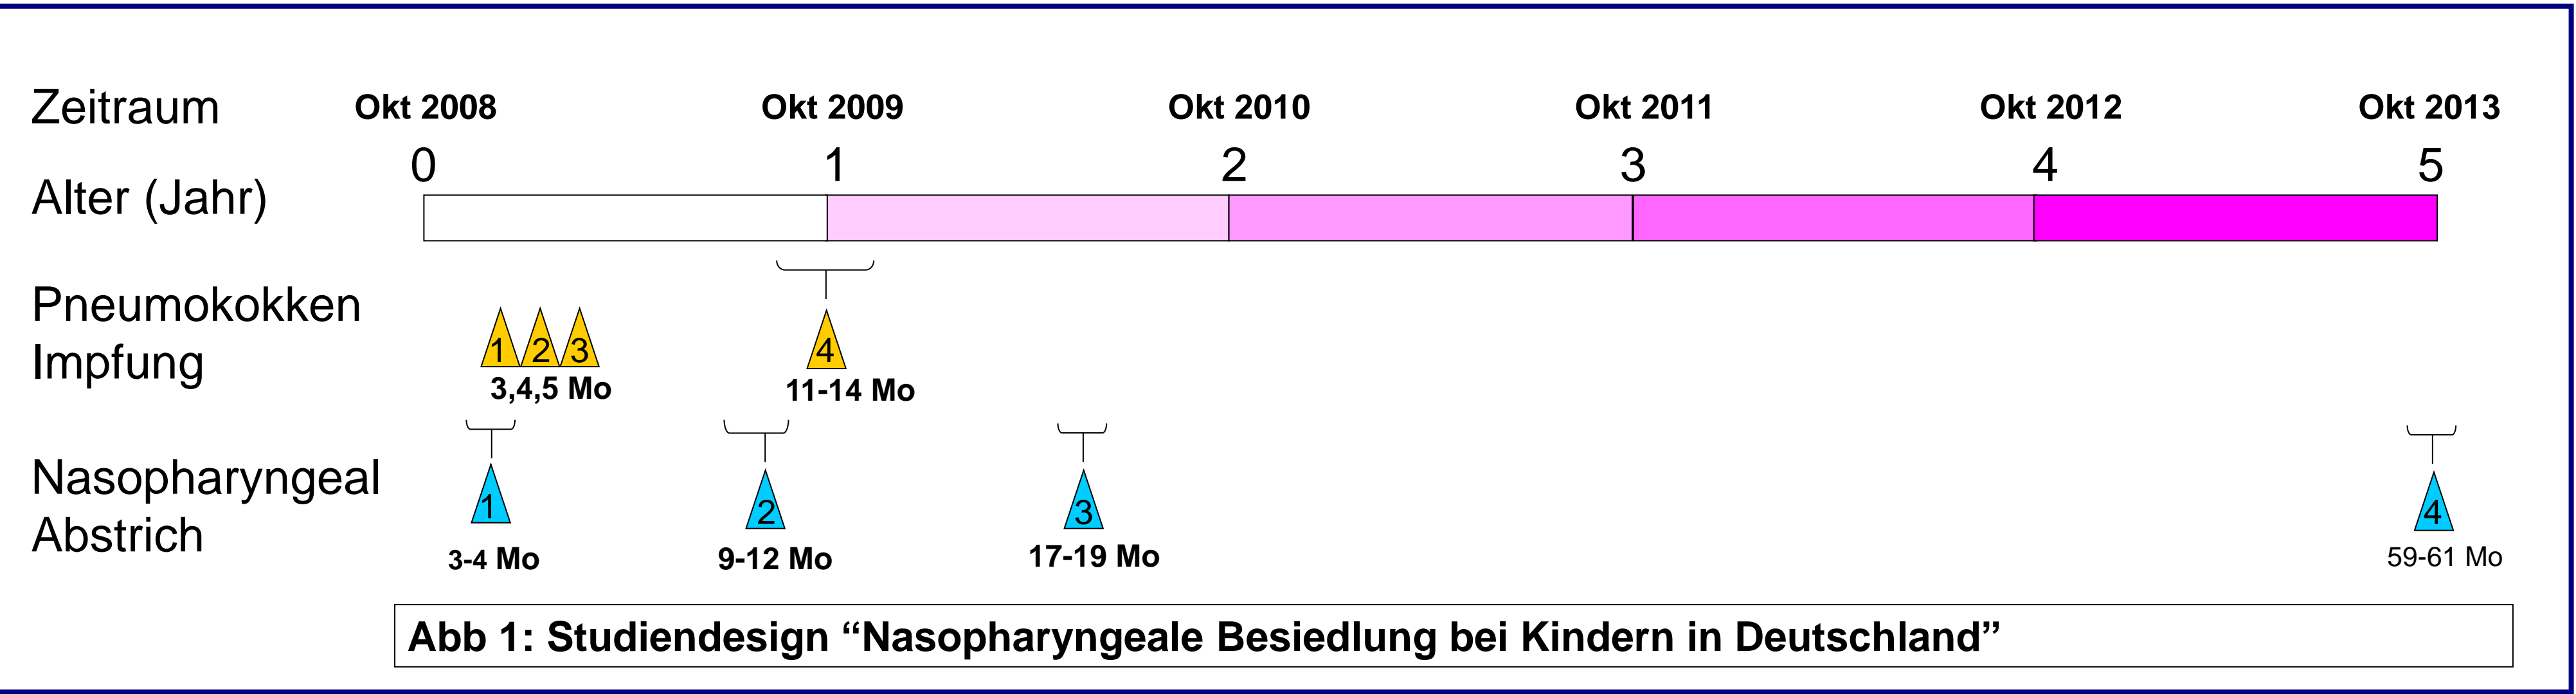 Zeitraum Okt 2008 Okt 2009 Okt 2010 Okt 2011 Okt 2012 Okt 2013
0 1 2 3 4 5
Alter (Jahr)
Pneumokokken
Impfung
1 2 3 4
3,4,5 Mo 11-14 Mo
Nasopharyngeal
Abstrich
1 2 3 4
3-4 Mo 9-12 Mo 17-19 Mo 59-61 Mo
Abb 1: Studiendesign “Nasopharyngeale Besiedlung bei Kindern in Deutschland”